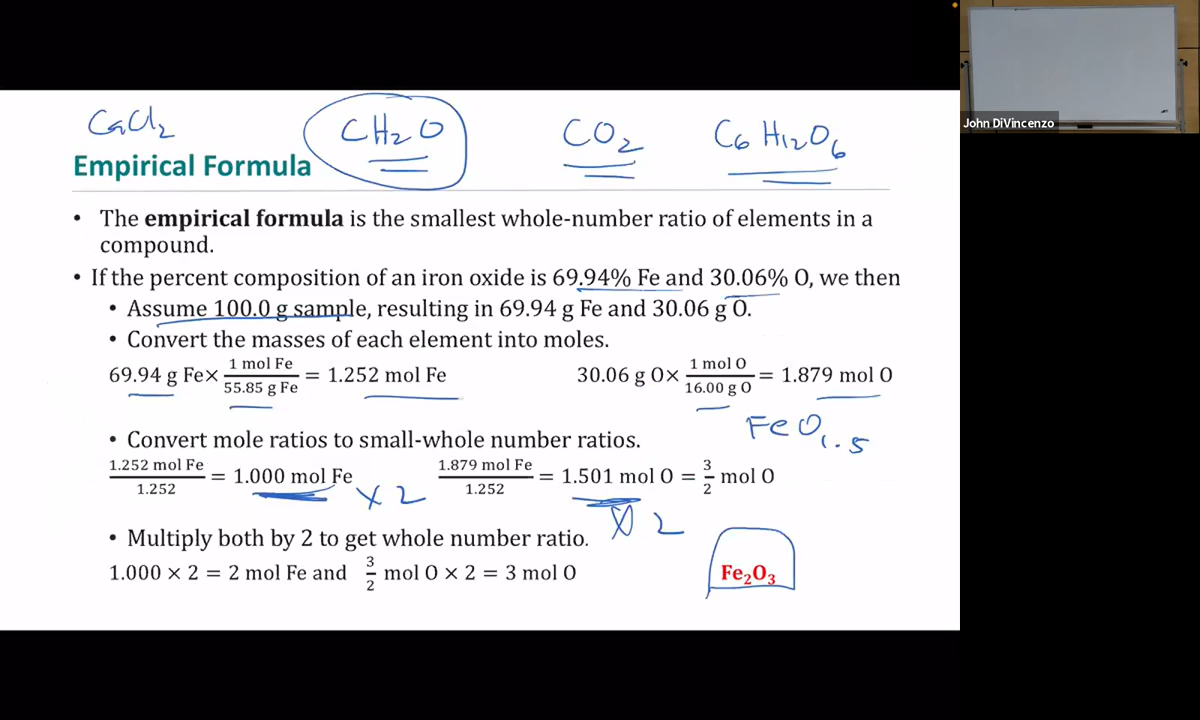 CaCl2 CH2O CO2 C6H12O6
John DiVincenzo
Empirical Formula
• The empirical formula is the smallest whole-number ratio of elements in a
compound.
• If the percent composition of an iron oxide is 69.94% Fe and 30.06% O, we then
• Assume 100.0 g sample, resulting in 69.94 g Fe and 30.06 g O.
• Convert the masses of each element into moles.
69.94 g Fe× 1 mol Fe/55.85 g Fe = 1.252 mol Fe 30.06 g O× 1 mol O/16.00 g O = 1.879 mol O
FeO1.5
• Convert mole ratios to small-whole number ratios.
1.252 mol Fe/1.252 = 1.000 mol Fe 1.879 mol Fe/1.252 = 1.501 mol O = 3/2 mol O
x 2 x 2
• Multiply both by 2 to get whole number ratio.
1.000 × 2 = 2 mol Fe and 3/2 mol O × 2 = 3 mol O Fe₂O₃